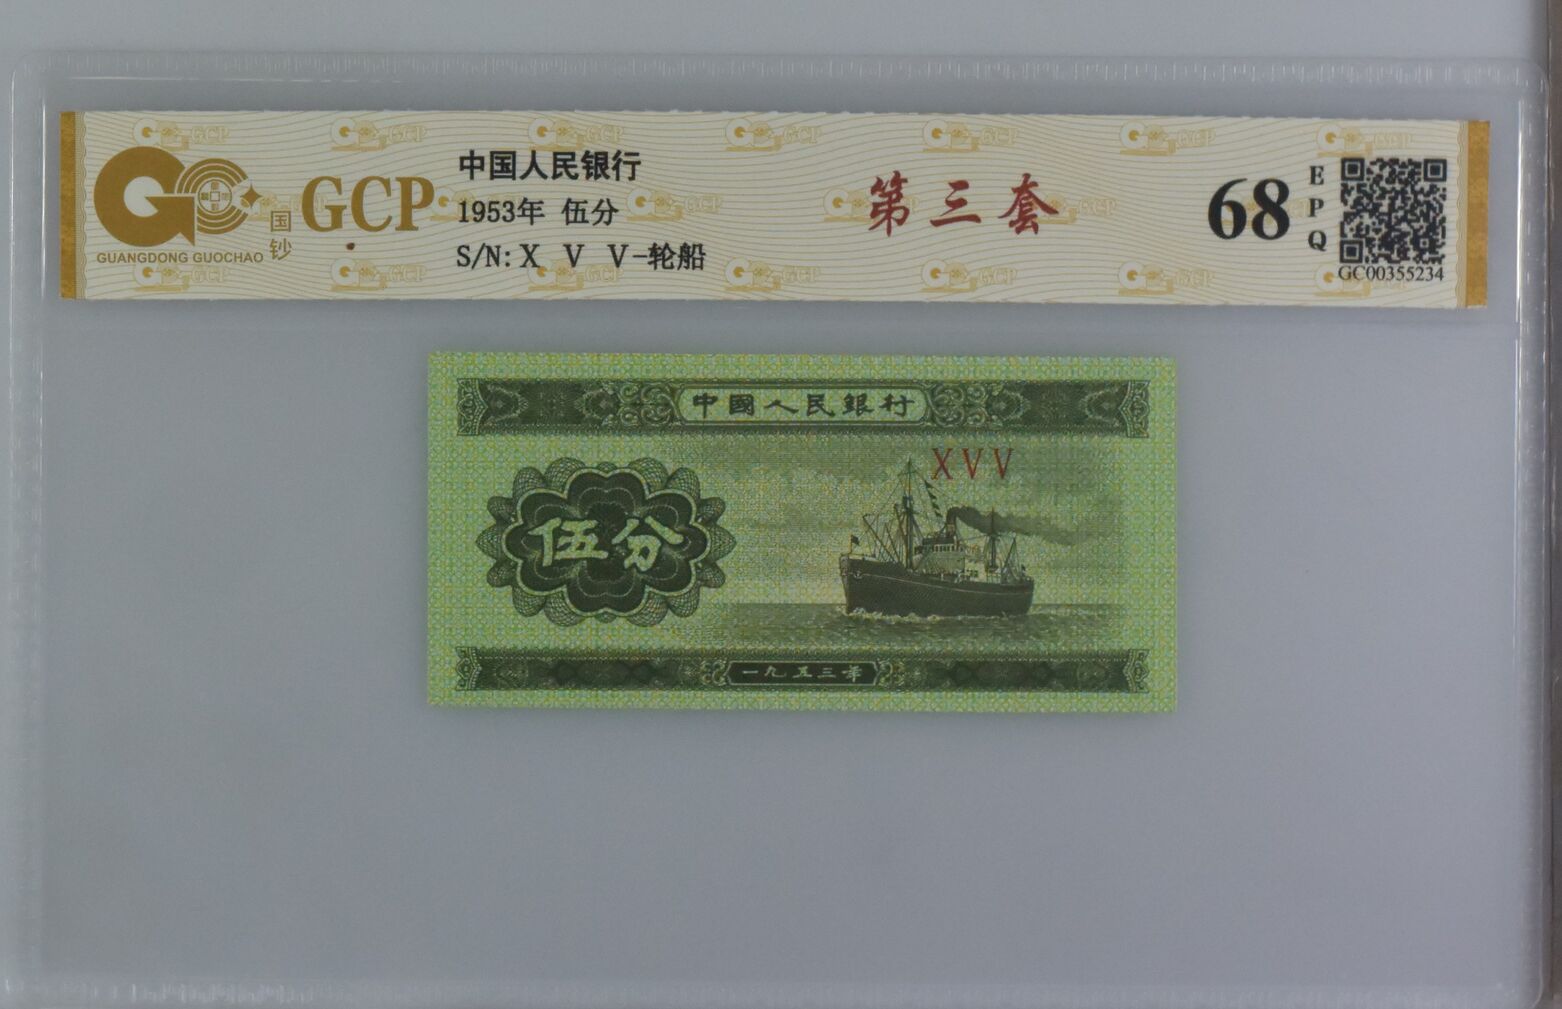 中国人民银行
1953年 伍分
S/N: X V V-轮船
GCP
国钞
GUANGDONG GUOCHAO
第三套
68
EPQ
GC00355234
中國人民銀行
XVV
伍分
一九五三年